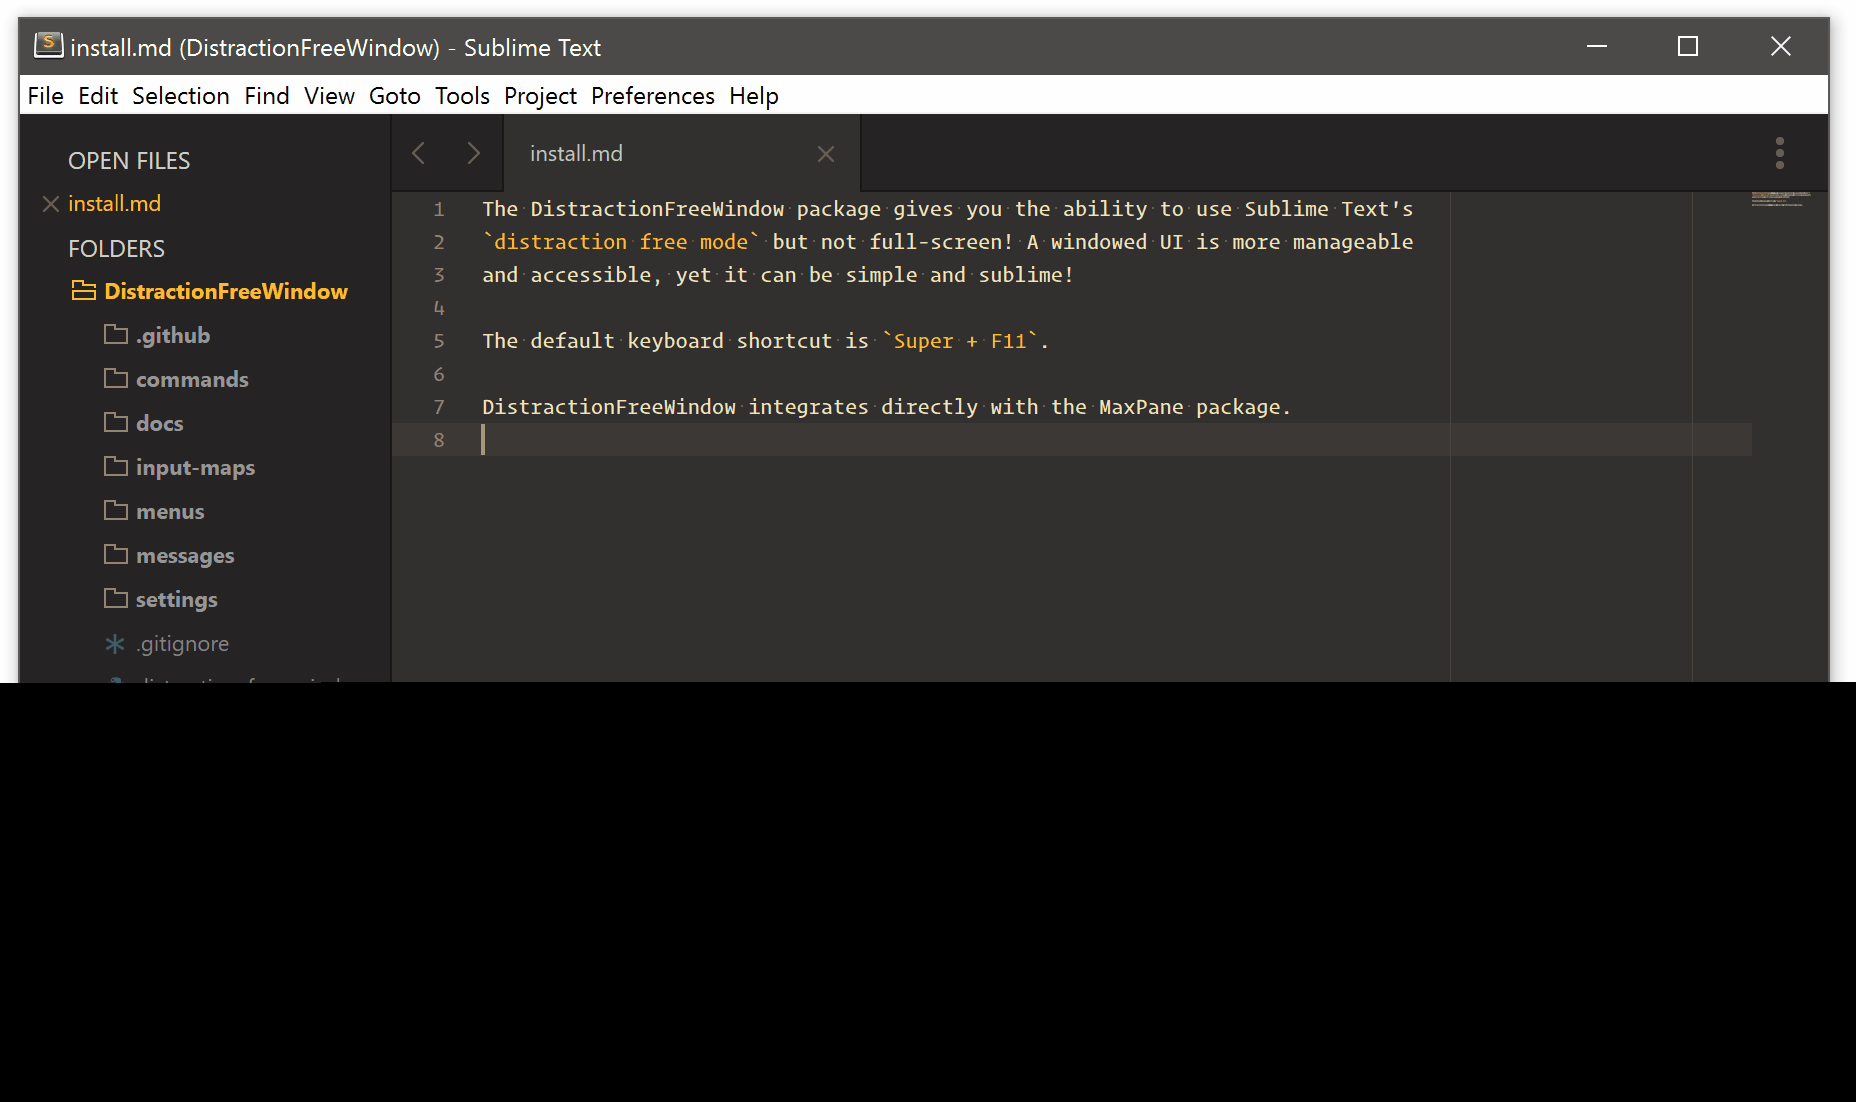 install.md (DistractionFreeWindow) - Sublime Text
File Edit Selection Find View Goto Tools Project Preferences Help
OPEN FILES
install.md
FOLDERS
DistractionFreeWindow
.github
commands
docs
input-maps
menus
messages
settings
.gitignore
install.md
1 The DistractionFreeWindow package gives you the ability to use Sublime Text's
2 `distraction free mode` but not full-screen! A windowed UI is more manageable
3 and accessible, yet it can be simple and sublime!
4
5 The default keyboard shortcut is `Super + F11`.
6
7 DistractionFreeWindow integrates directly with the MaxPane package.
8